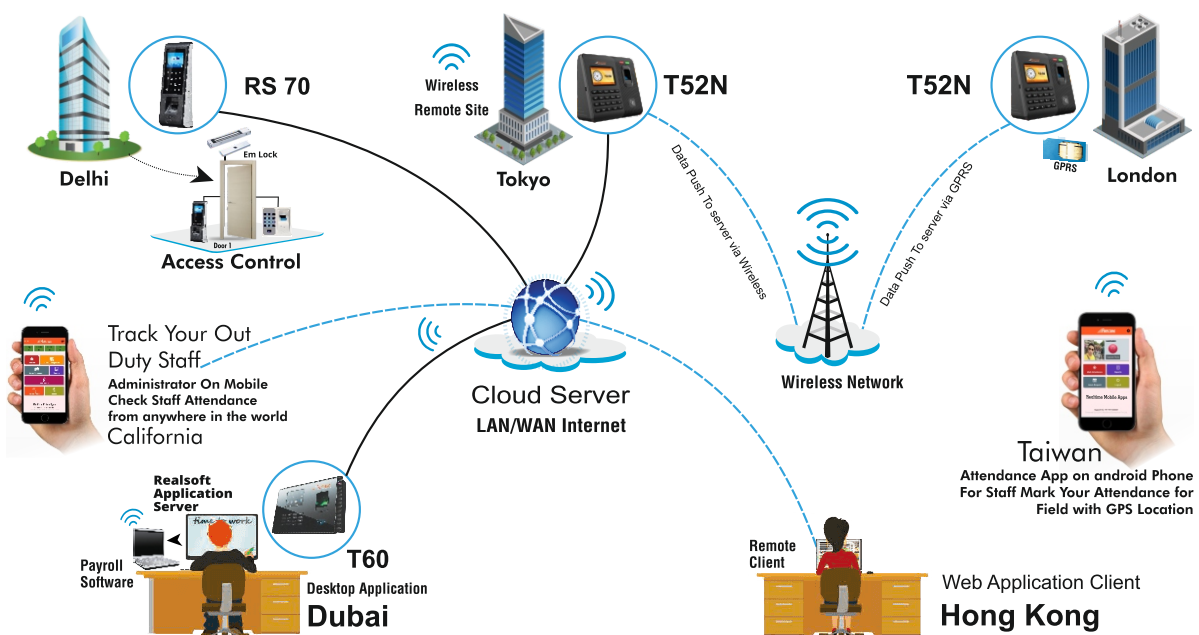 RS 70
Em Lock
Door 1
Delhi
Access Control
Wireless
Remote Site
T52N
Tokyo
T52N
GPRS
London
Data Push To server via Wireless
Data Push To server via GPRS
Wireless Network
Track Your Out
Duty Staff
Administrator On Mobile
Check Staff Attendance
from anywhere in the world
California
Cloud Server
LAN/WAN Internet
Taiwan
Attendance App on android Phone
For Staff Mark Your Attendance for
Field with GPS Location
Realsoft
Application
Server
time to work
Payroll
Software
T60
Desktop Application
Dubai
Remote
Client
Web Application Client
Hong Kong